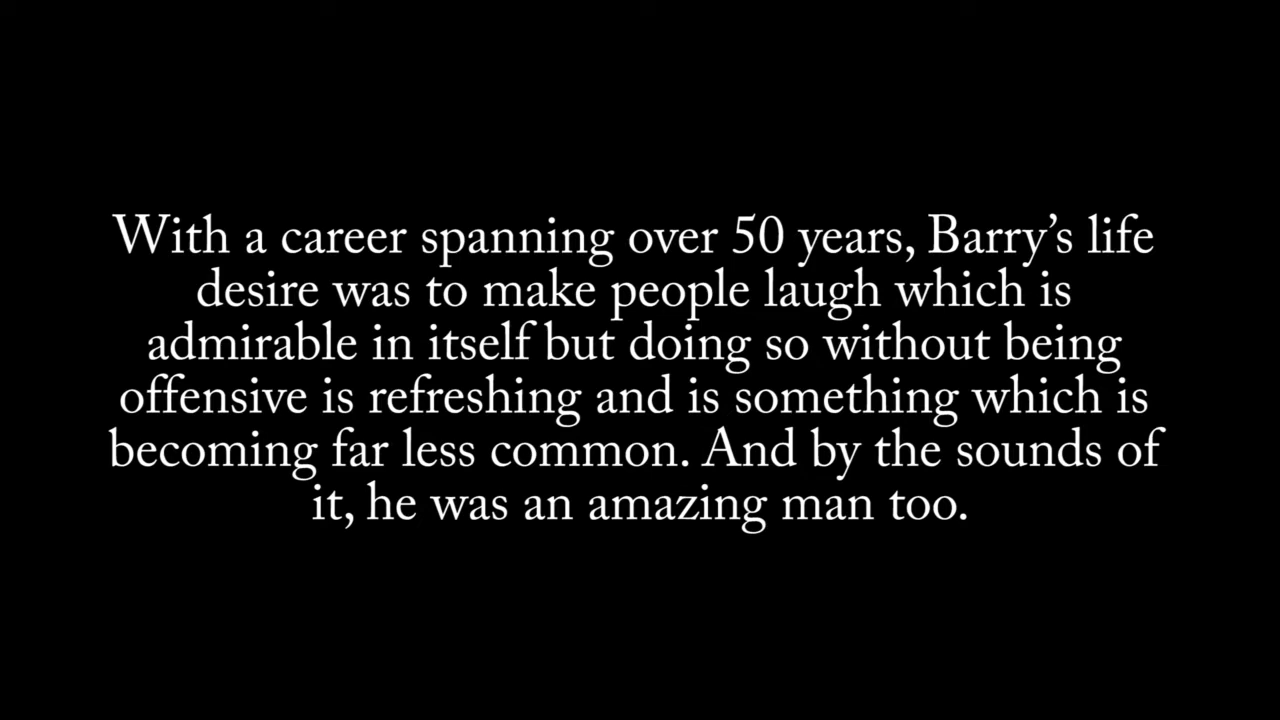 With a career spanning over 50 years, Barry’s life
desire was to make people laugh which is
admirable in itself but doing so without being
offensive is refreshing and is something which is
becoming far less common. And by the sounds of
it, he was an amazing man too.